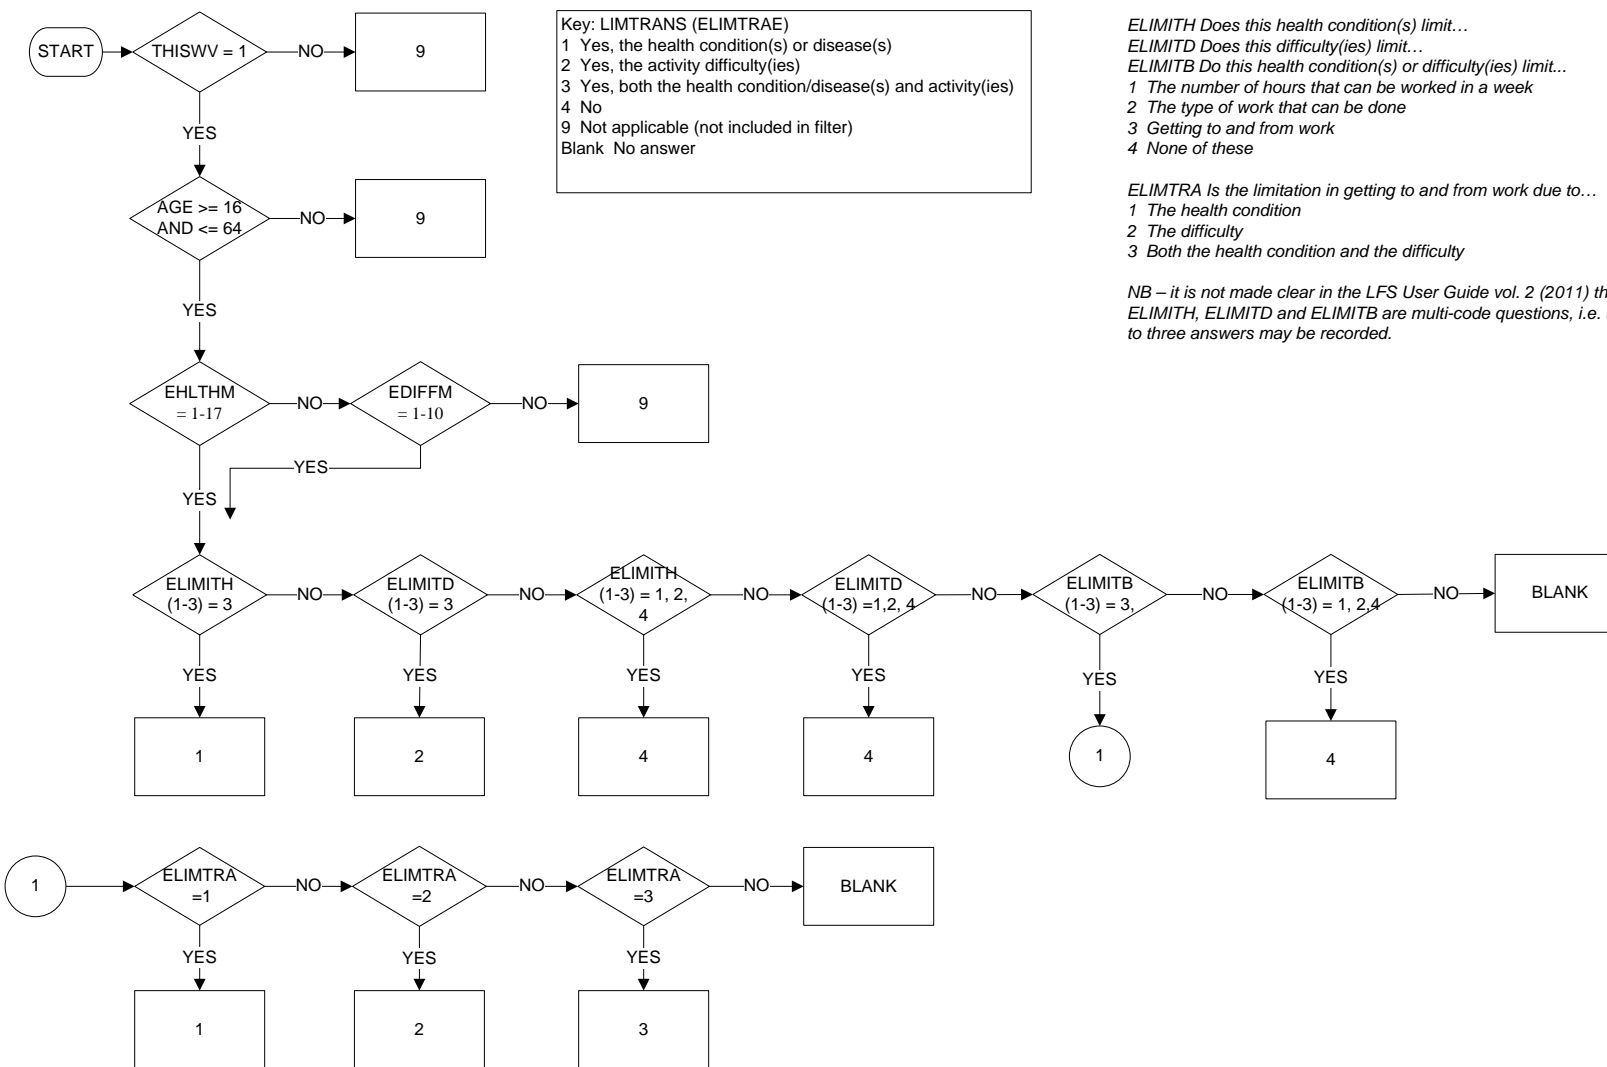 START
THISWV = 1
NO
9
YES
AGE >= 16
AND <= 64
NO
9
YES
EHLTHM
= 1-17
NO
EDIFFM
= 1-10
NO
9
YES
YES
Key: LIMTRANS (ELIMTRAE)
1 Yes, the health condition(s) or disease(s)
2 Yes, the activity difficulty(ies)
3 Yes, both the health condition/disease(s) and activity(ies)
4 No
9 Not applicable (not included in filter)
Blank No answer
ELIMITH Does this health condition(s) limit…
ELIMITD Does this difficulty(ies) limit…
ELIMITB Do this health condition(s) or difficulty(ies) limit...
1 The number of hours that can be worked in a week
2 The type of work that can be done
3 Getting to and from work
4 None of these
ELIMTRA Is the limitation in getting to and from work due to…
1 The health condition
2 The difficulty
3 Both the health condition and the difficulty
NB – it is not made clear in the LFS User Guide vol. 2 (2011) th
ELIMITH, ELIMITD and ELIMITB are multi-code questions, i.e.
to three answers may be recorded.
ELIMITH
(1-3) = 3
NO
ELIMITD
(1-3) = 3
NO
ELIMITH
(1-3) = 1, 2,
4
NO
ELIMITD
(1-3) =1,2, 4
NO
ELIMITB
(1-3) = 3,
NO
ELIMITB
(1-3) = 1, 2,4
NO
BLANK
YES
YES
YES
YES
YES
YES
1
2
4
4
1
4
1
ELIMTRA
=1
NO
ELIMTRA
=2
NO
ELIMTRA
=3
NO
BLANK
YES
YES
YES
1
2
3